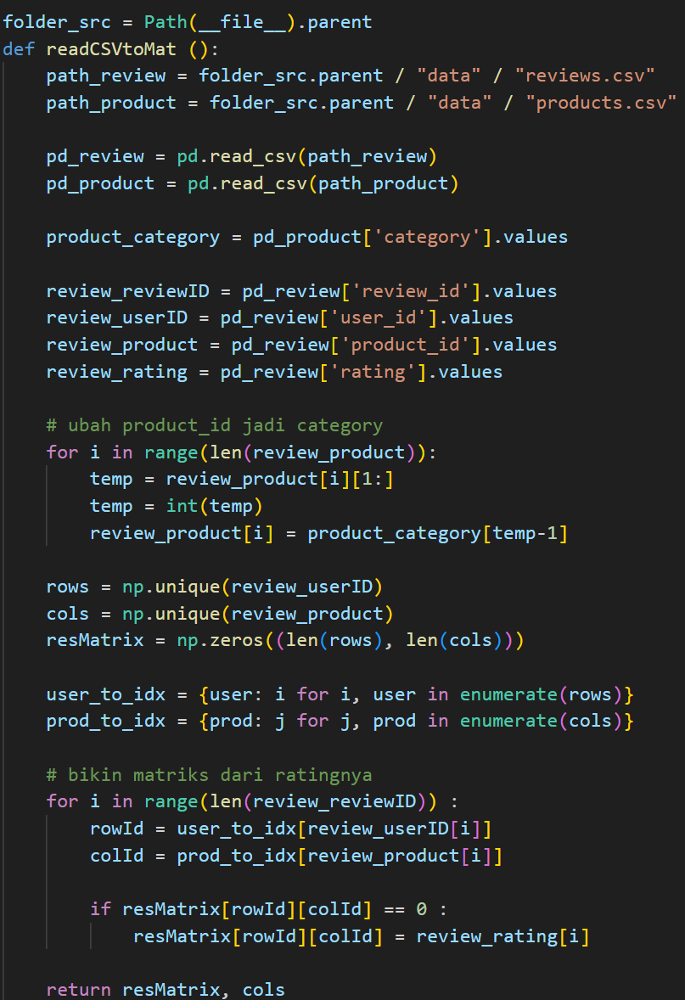 folder_src = Path(__file__).parent
def readCSVtoMat ():
    path_review = folder_src.parent / "data" / "reviews.csv"
    path_product = folder_src.parent / "data" / "products.csv"

    pd_review = pd.read_csv(path_review)
    pd_product = pd.read_csv(path_product)

    product_category = pd_product['category'].values

    review_reviewID = pd_review['review_id'].values
    review_userID = pd_review['user_id'].values
    review_product = pd_review['product_id'].values
    review_rating = pd_review['rating'].values

    # ubah product_id jadi category
    for i in range(len(review_product)):
        temp = review_product[i][1:]
        temp = int(temp)
        review_product[i] = product_category[temp-1]

    rows = np.unique(review_userID)
    cols = np.unique(review_product)
    resMatrix = np.zeros((len(rows), len(cols)))

    user_to_idx = {user: i for i, user in enumerate(rows)}
    prod_to_idx = {prod: j for j, prod in enumerate(cols)}

    # bikin matriks dari ratingnya
    for i in range(len(review_reviewID)) :
        rowId = user_to_idx[review_userID[i]]
        colId = prod_to_idx[review_product[i]]

        if resMatrix[rowId][colId] == 0 :
            resMatrix[rowId][colId] = review_rating[i]

    return resMatrix, cols